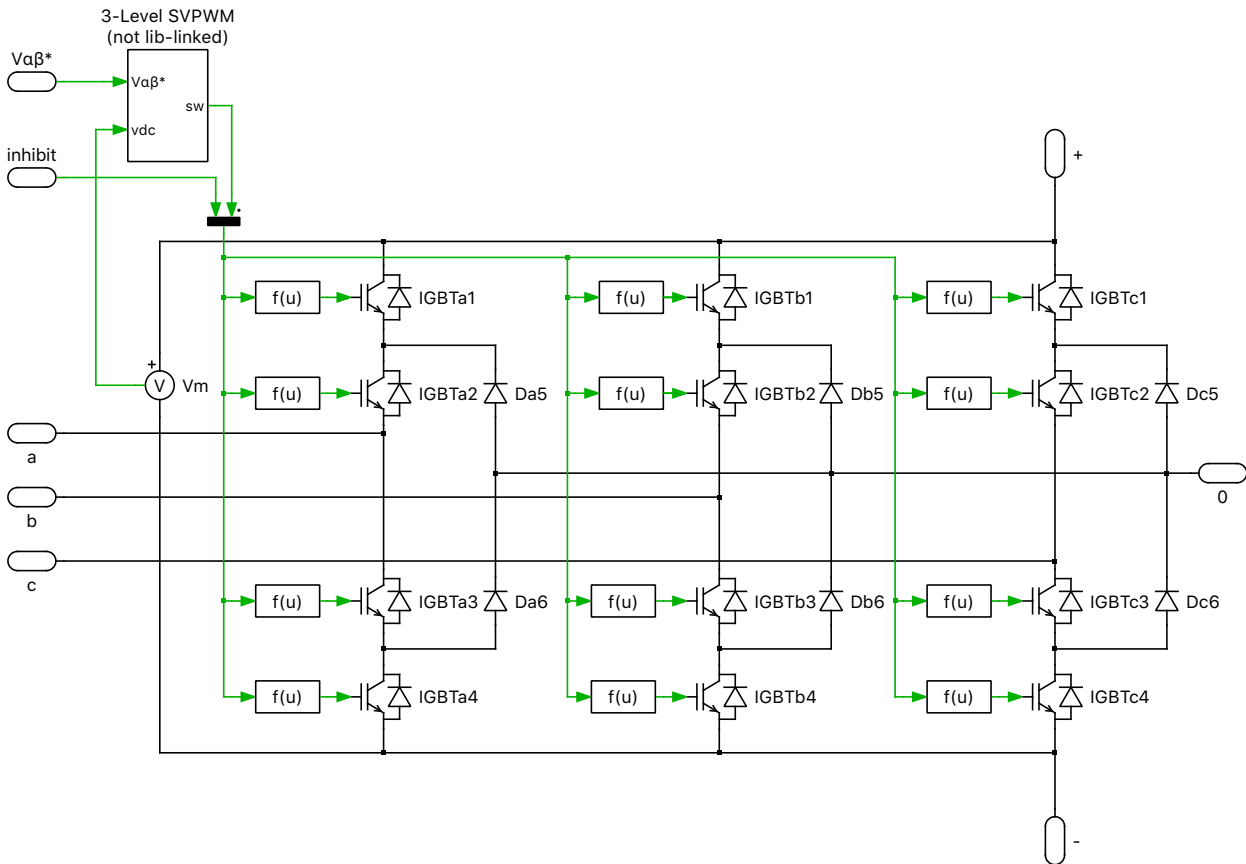 3-Level SVPWM
(not lib-linked)
Vαβ*
Vαβ*
sw
vdc
inhibit
+
f(u)
IGBTa1
f(u)
IGBTb1
f(u)
IGBTc1
+
V
Vm
f(u)
IGBTa2
Da5
f(u)
IGBTb2
Db5
f(u)
IGBTc2
Dc5
a
b
0
c
f(u)
IGBTa3
Da6
f(u)
IGBTb3
Db6
f(u)
IGBTc3
Dc6
f(u)
IGBTa4
f(u)
IGBTb4
f(u)
IGBTc4
-